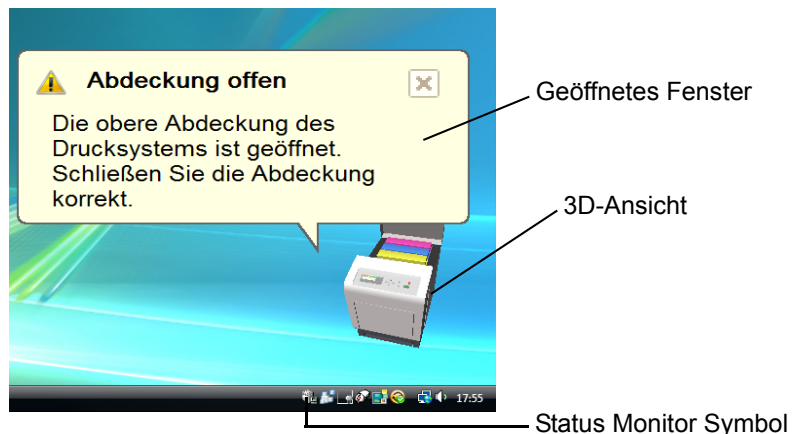 Abdeckung offen
Die obere Abdeckung des
Drucksystems ist geöffnet.
Schließen Sie die Abdeckung
korrekt.
Geöffnetes Fenster
3D-Ansicht
17:55
Status Monitor Symbol